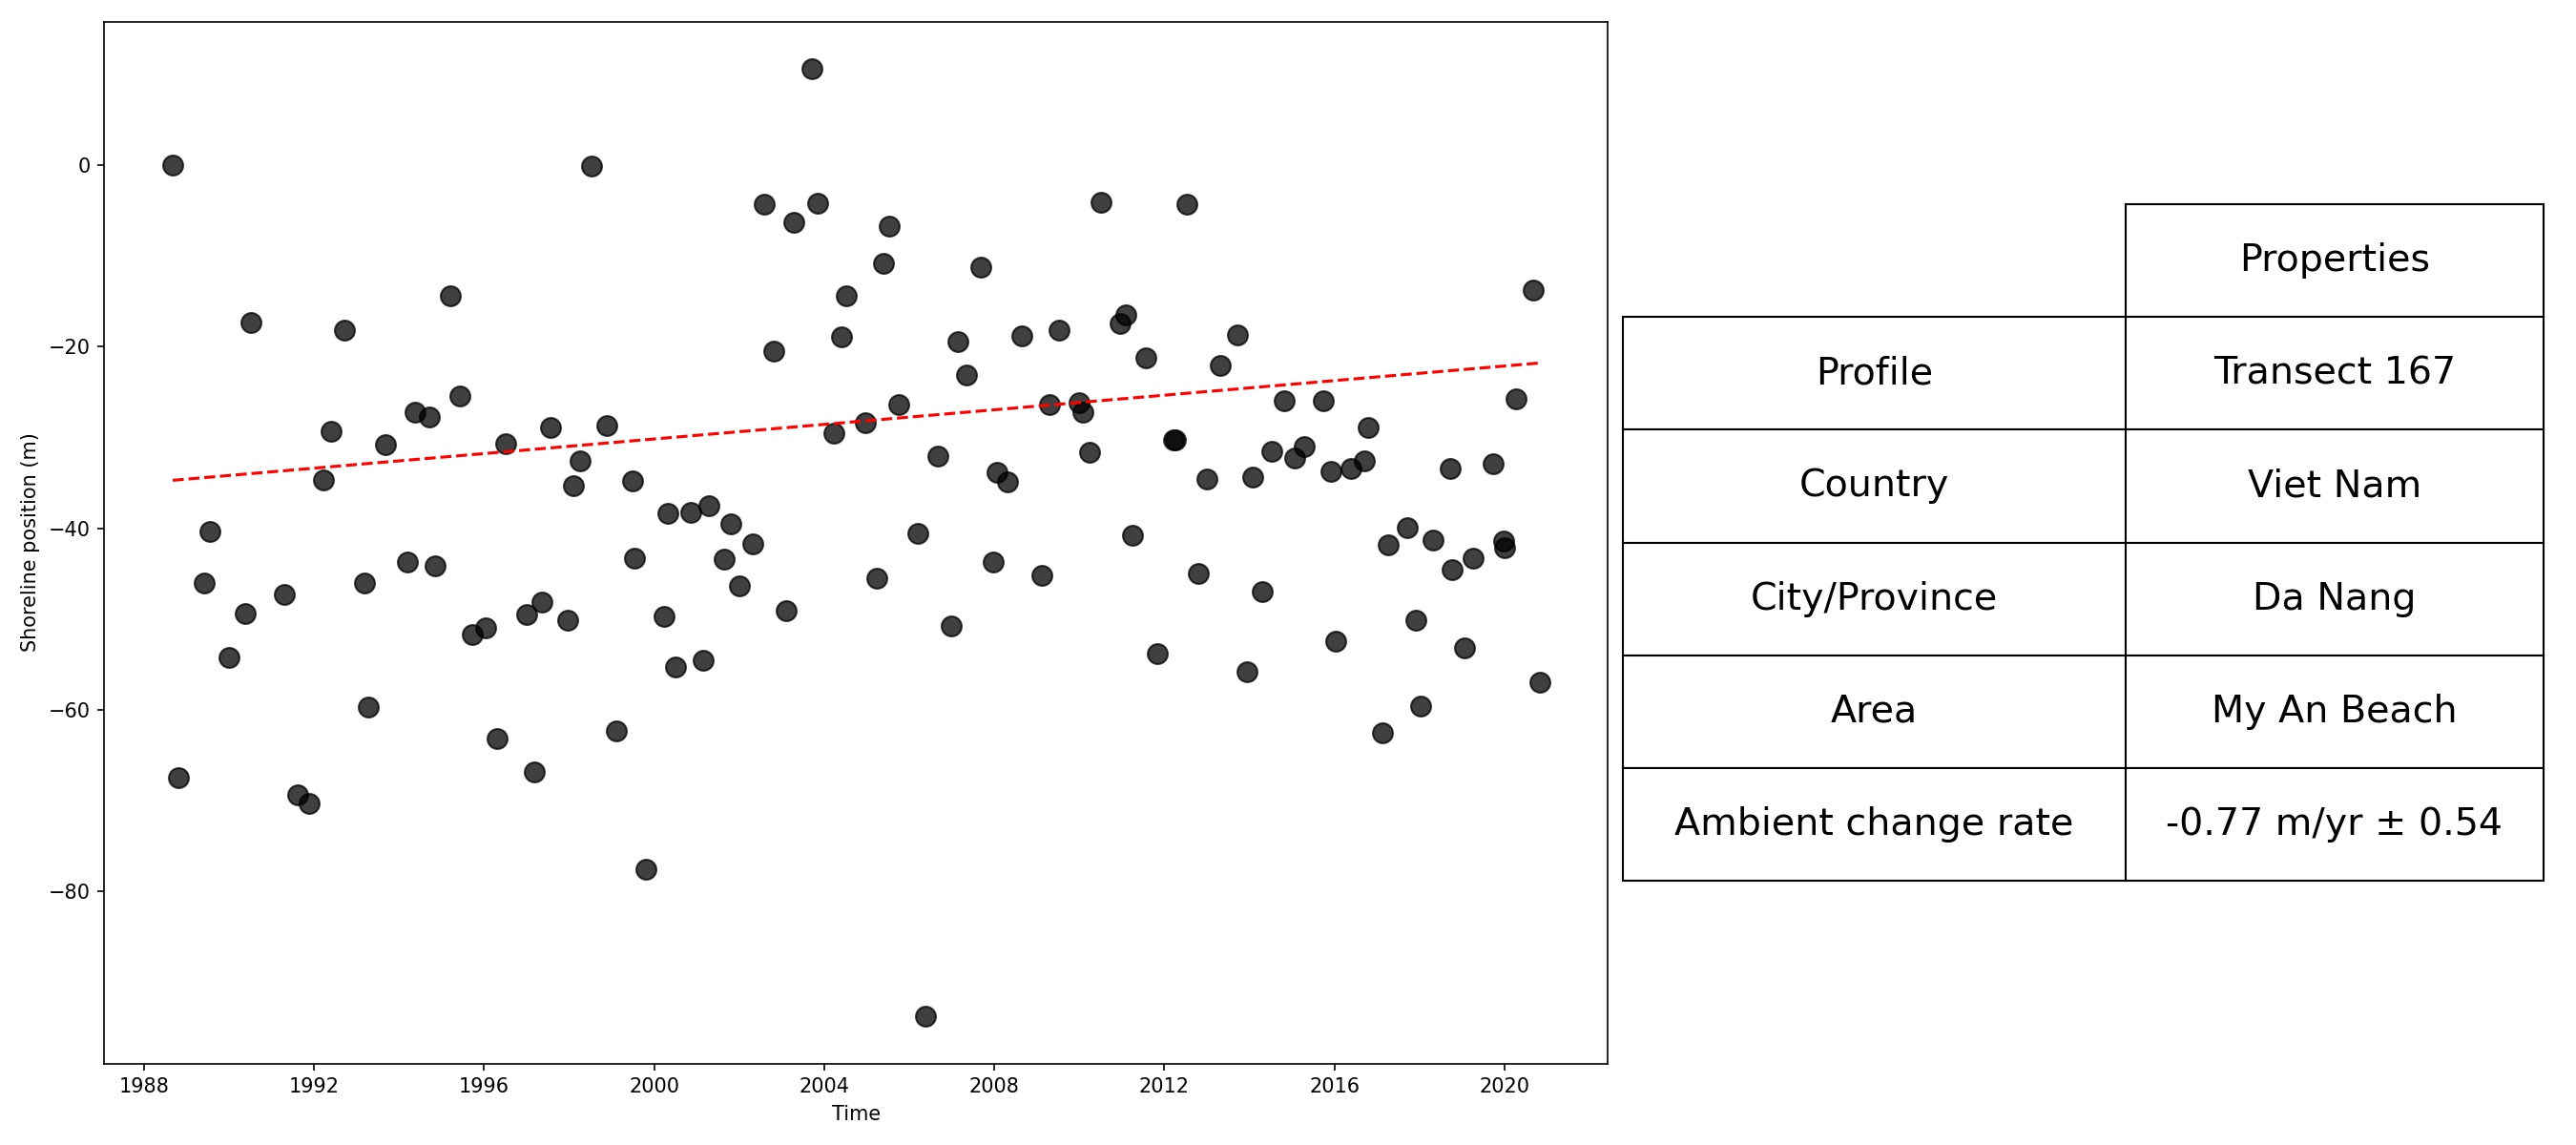 0
−20
−40
−60
−80
Shoreline position (m)
1988 1992 1996 2000 2004 2008 2012 2016 2020
Time
Properties
Profile Transect 167
Country Viet Nam
City/Province Da Nang
Area My An Beach
Ambient change rate -0.77 m/yr ± 0.54